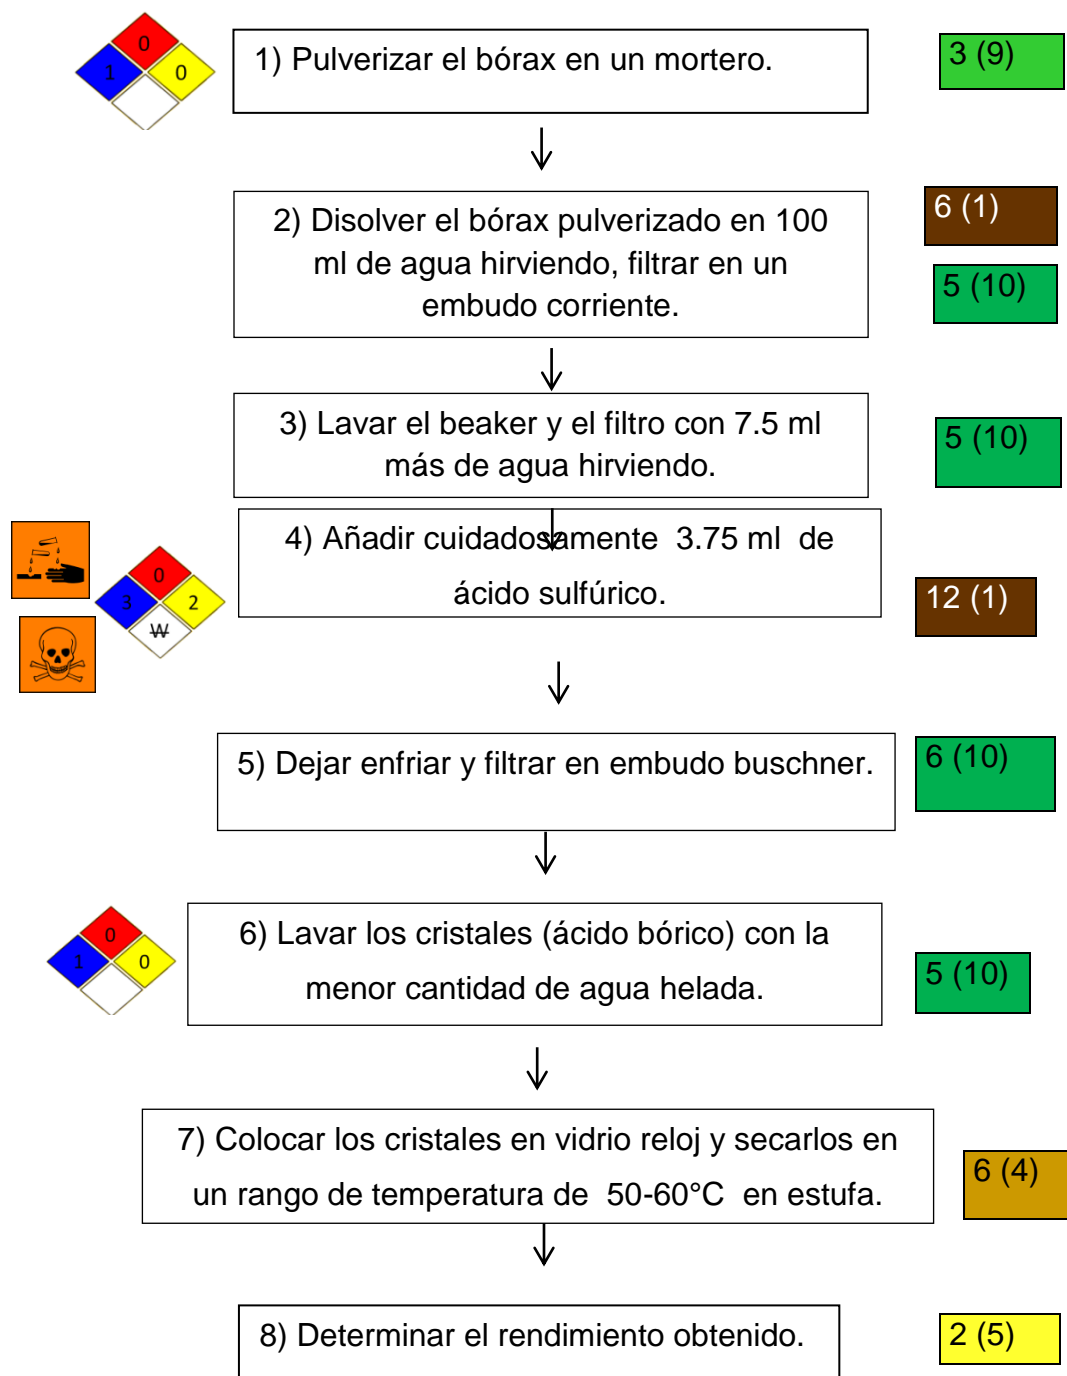 0
1
0
1) Pulverizar el bórax en un mortero.
3 (9)
2) Disolver el bórax pulverizado en 100
ml de agua hirviendo, filtrar en un
embudo corriente.
6 (1)
5 (10)
3) Lavar el beaker y el filtro con 7.5 ml
más de agua hirviendo.
5 (10)
0
3
2
W
4) Añadir cuidadosamente 3.75 ml de
ácido sulfúrico.
12 (1)
5) Dejar enfriar y filtrar en embudo buschner.
6 (10)
0
1
0
6) Lavar los cristales (ácido bórico) con la
menor cantidad de agua helada.
5 (10)
7) Colocar los cristales en vidrio reloj y secarlos en
un rango de temperatura de 50-60°C en estufa.
6 (4)
8) Determinar el rendimiento obtenido.
2 (5)